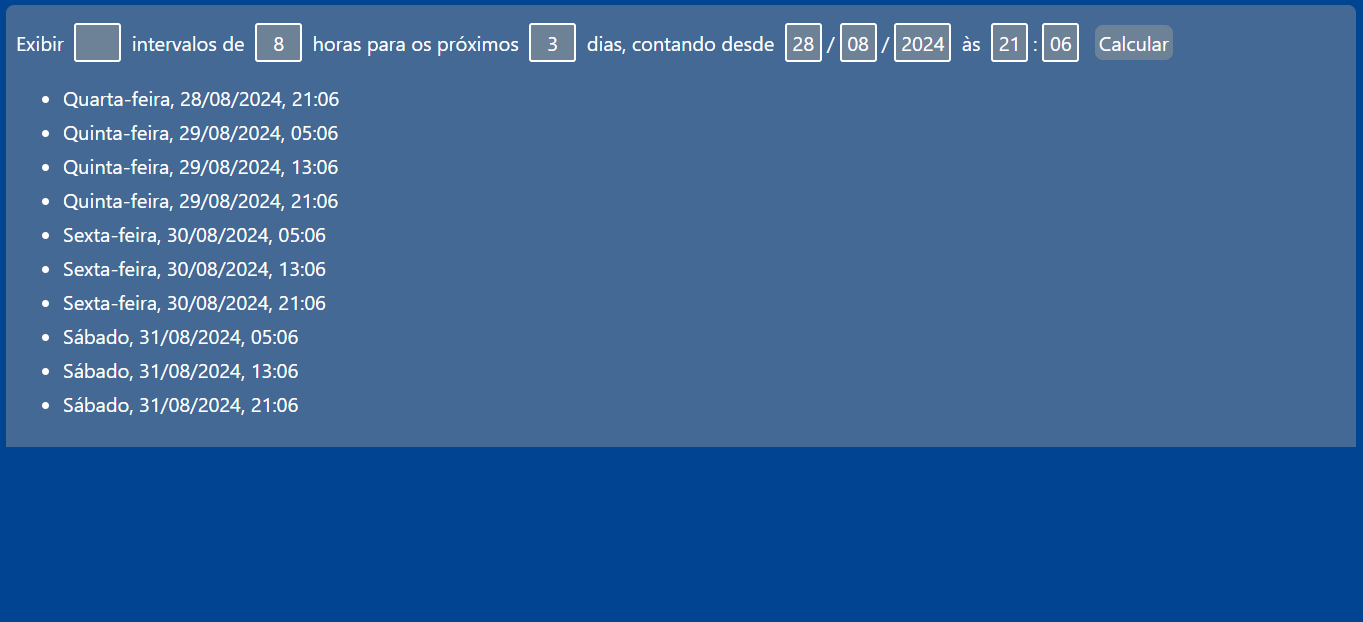 Exibir intervalos de 8 horas para os próximos 3 dias, contando desde 28 / 08 / 2024 às 21 : 06 Calcular
• Quarta-feira, 28/08/2024, 21:06
• Quinta-feira, 29/08/2024, 05:06
• Quinta-feira, 29/08/2024, 13:06
• Quinta-feira, 29/08/2024, 21:06
• Sexta-feira, 30/08/2024, 05:06
• Sexta-feira, 30/08/2024, 13:06
• Sexta-feira, 30/08/2024, 21:06
• Sábado, 31/08/2024, 05:06
• Sábado, 31/08/2024, 13:06
• Sábado, 31/08/2024, 21:06